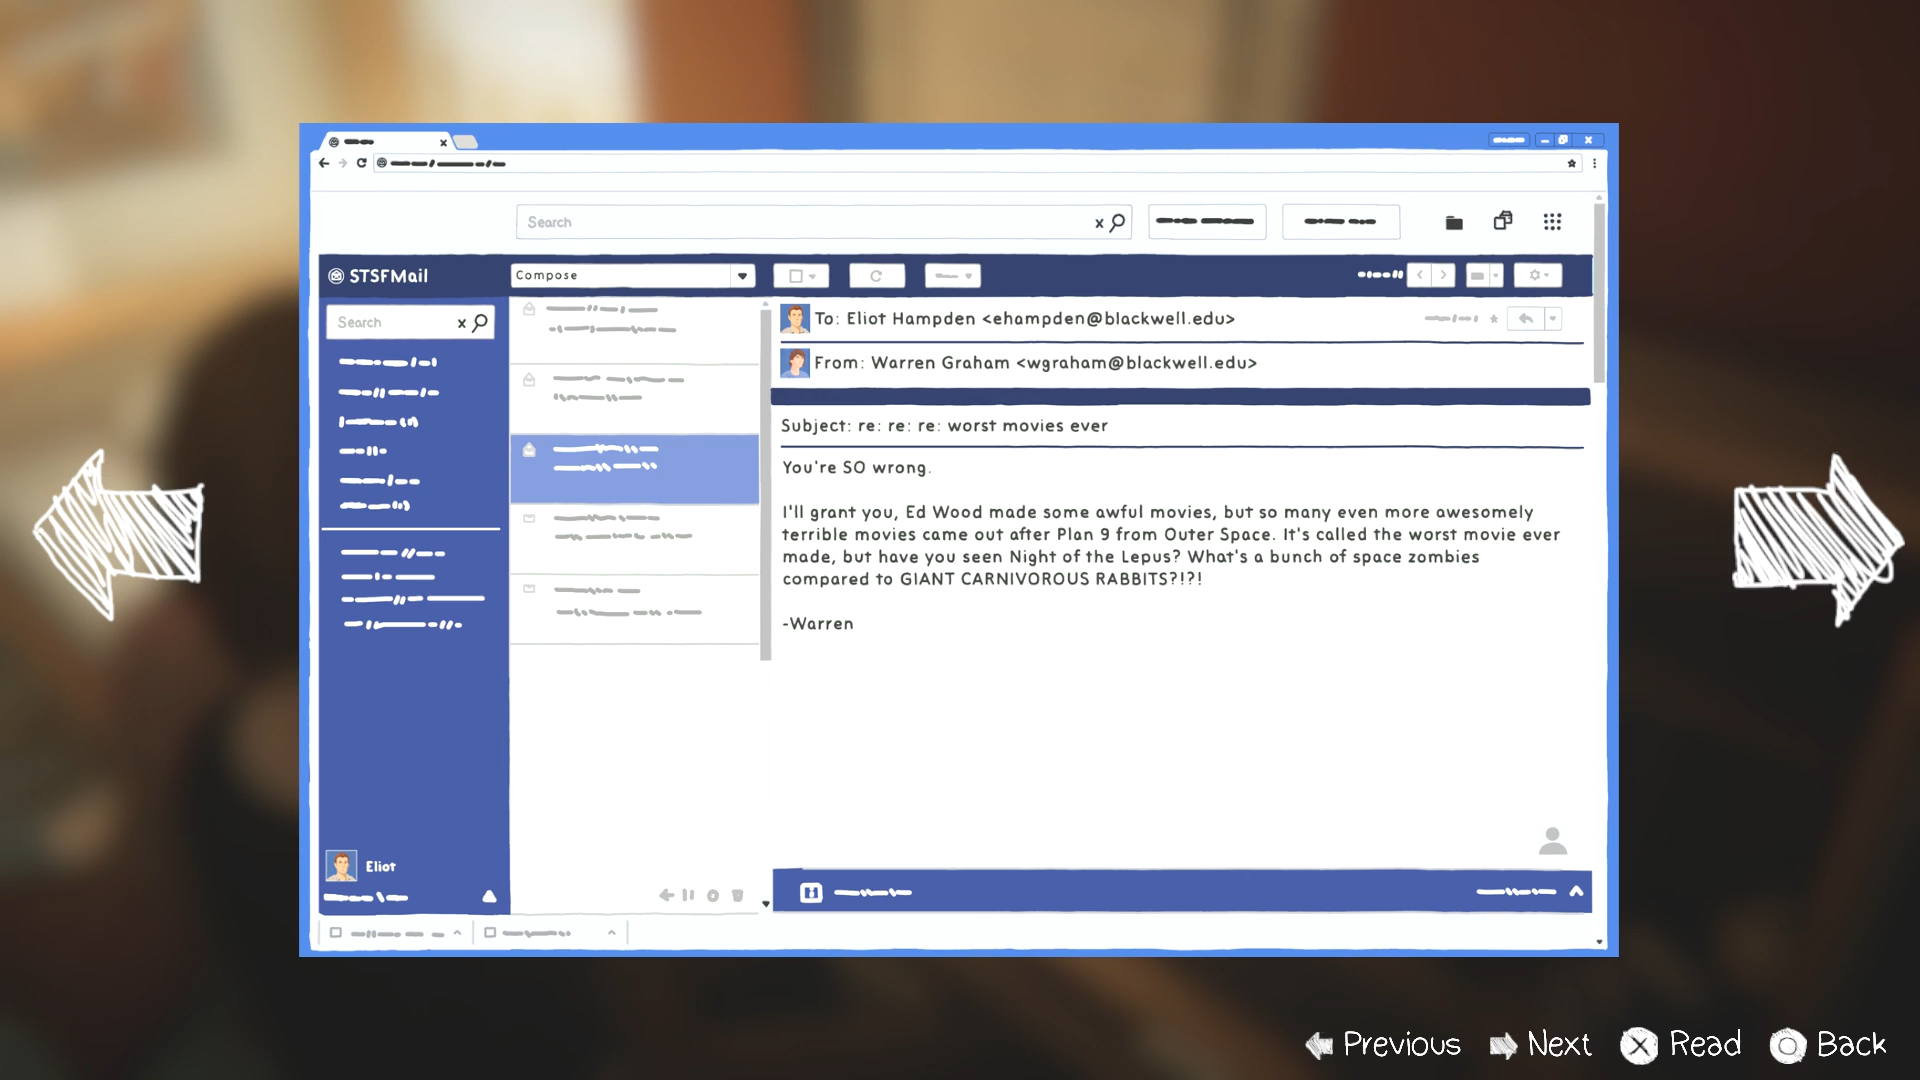 Search
STSFMail
Compose
Search
To: Eliot Hampden <ehampden@blackwell.edu>
From: Warren Graham <wgraham@blackwell.edu>
Subject: re: re: re: worst movies ever
You're SO wrong.
I'll grant you, Ed Wood made some awful movies, but so many even more awesomely
terrible movies came out after Plan 9 from Outer Space. It's called the worst movie ever
made, but have you seen Night of the Lepus? What's a bunch of space zombies
compared to GIANT CARNIVOROUS RABBITS?!?!
-Warren
Eliot
Previous Next Read Back